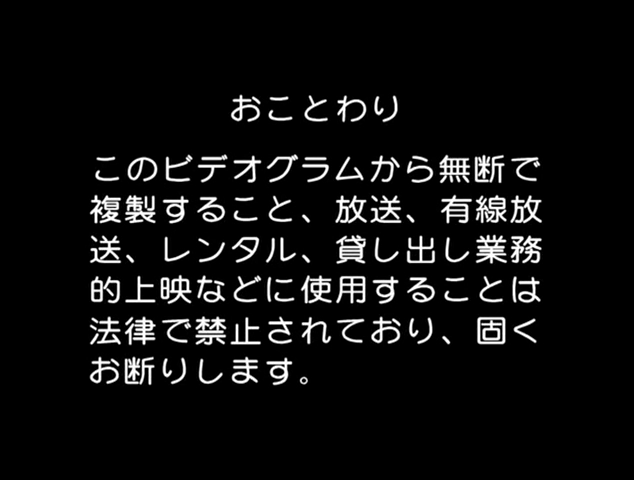 おことわり
このビデオグラムから無断で
複製すること、放送、有線放
送、レンタル、貸し出し業務
的上映などに使用することは
法律で禁止されており、固く
お断りします。